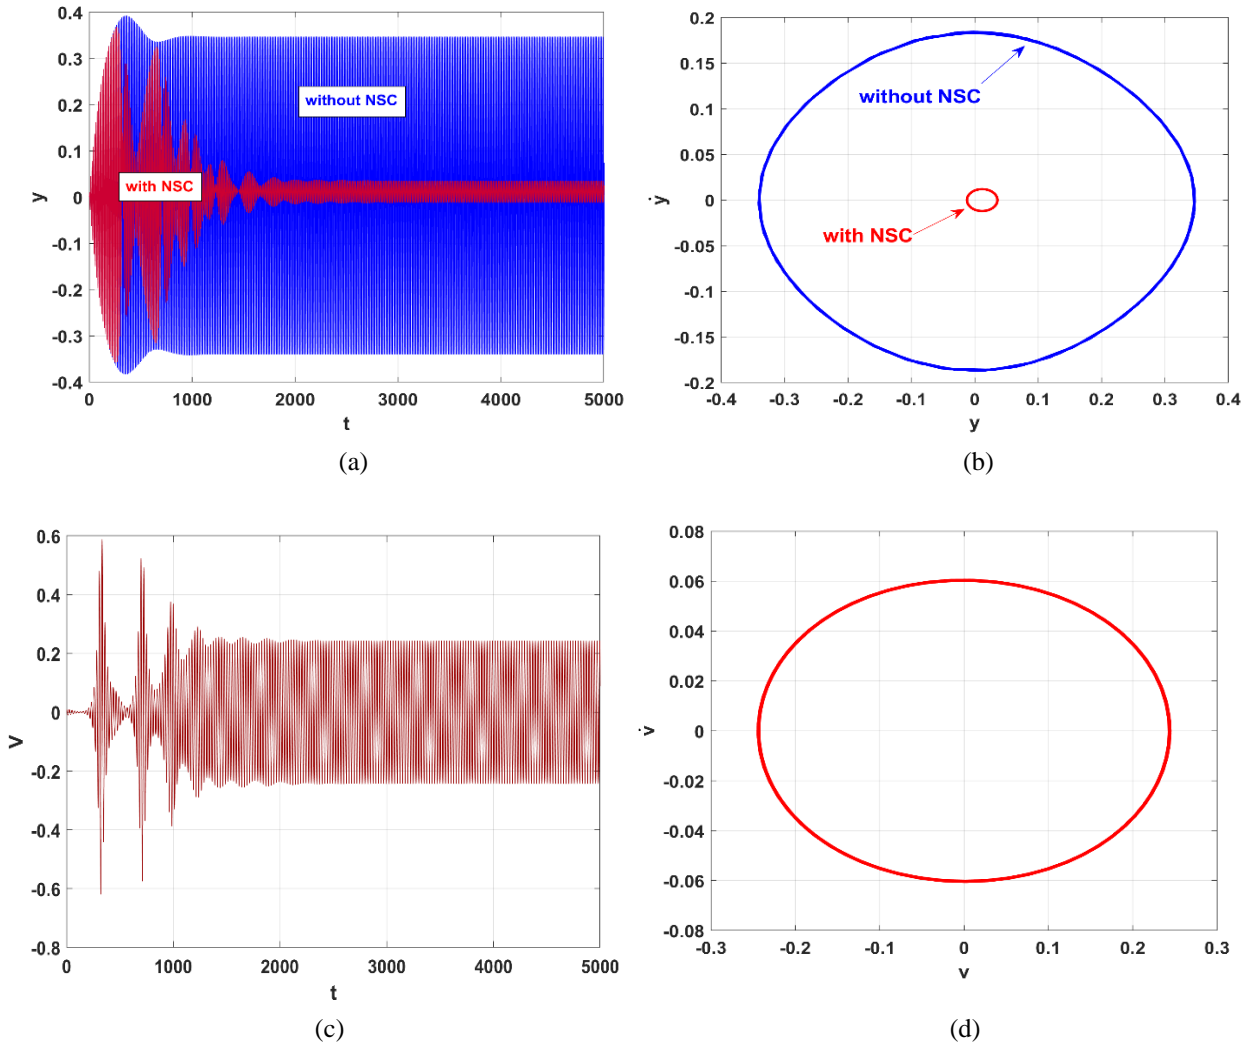 0.4
0.3
0.2
0.1
0
-0.1
-0.2
-0.3
-0.4
y
without NSC
with NSC
0 1000 2000 3000 4000 5000
t
(a)
0.2
0.15
0.1
0.05
0
-0.05
-0.1
-0.15
-0.2
ẏ
without NSC
with NSC
-0.4 -0.3 -0.2 -0.1 0 0.1 0.2 0.3 0.4
y
(b)
0.6
0.4
0.2
0
-0.2
-0.4
-0.6
-0.8
V
0 1000 2000 3000 4000 5000
t
(c)
0.08
0.06
0.04
0.02
0
-0.02
-0.04
-0.06
-0.08
v̇
-0.3 -0.2 -0.1 0 0.1 0.2 0.3
v
(d)